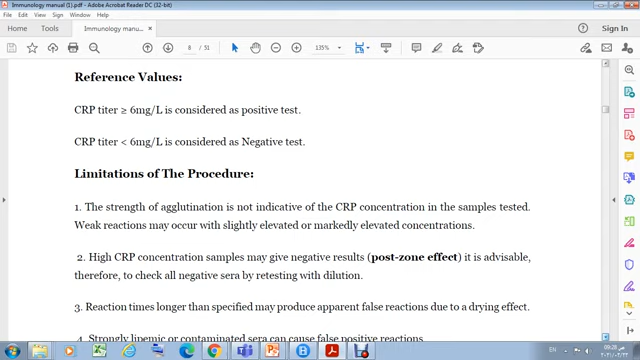 Immunology manual (1).pdf - Adobe Acrobat Reader DC (32-bit)
File Edit View Sign Window Help
Home Tools Immunology manual ... × Sign In
8 / 51 135%
Reference Values:
CRP titer ≥ 6mg/L is considered as positive test.
CRP titer < 6mg/L is considered as Negative test.
Limitations of The Procedure:
1. The strength of agglutination is not indicative of the CRP concentration in the samples tested.
Weak reactions may occur with slightly elevated or markedly elevated concentrations.
2. High CRP concentration samples may give negative results (post-zone effect) it is advisable,
therefore, to check all negative sera by retesting with dilution.
3. Reaction times longer than specified may produce apparent false reactions due to a drying effect.
4. Strongly lipemic or contaminated sera can cause false positive reactions
EN